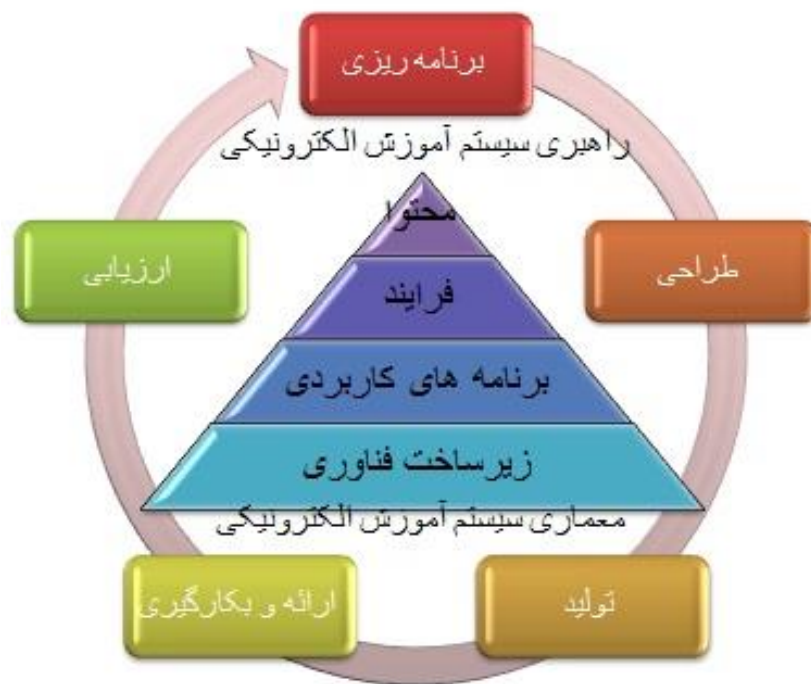 برنامه ریزی
راهبری سیستم آموزش الکترونیکی
محتوا
ارزیابی
طراحی
فرایند
برنامه های کاربردی
زیرساخت فناوری
معماری سیستم آموزش الکترونیکی
ارائه و بکارگیری
تولید